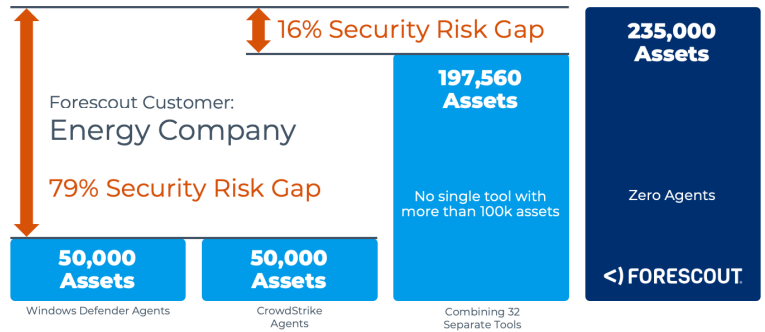 16% Security Risk Gap
235,000
Assets
197,560
Assets
Forescout Customer:
Energy Company
79% Security Risk Gap
No single tool with
more than 100k assets
Zero Agents
50,000
Assets
50,000
Assets
<) FORESCOUT.
Windows Defender Agents
CrowdStrike
Agents
Combining 32
Separate Tools